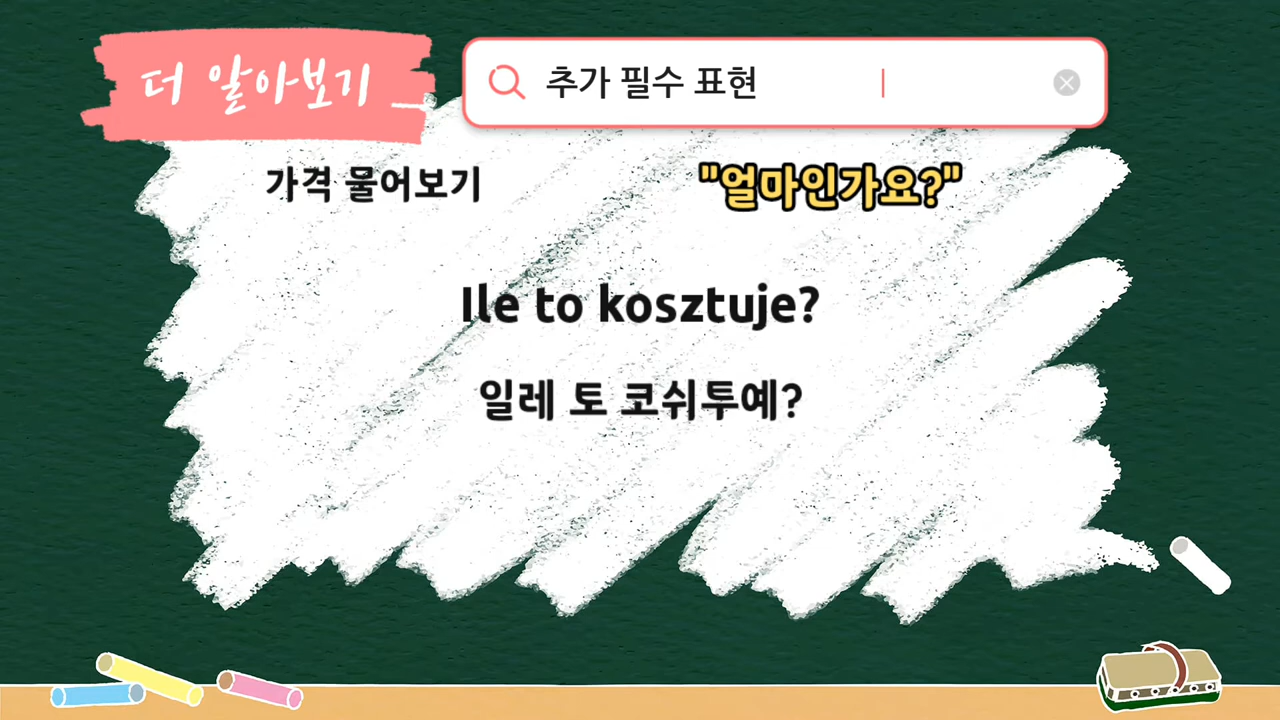 더 알아보기
추가 필수 표현
가격 물어보기 "얼마인가요?"
Ile to kosztuje?
일레 토 코쉬투예?